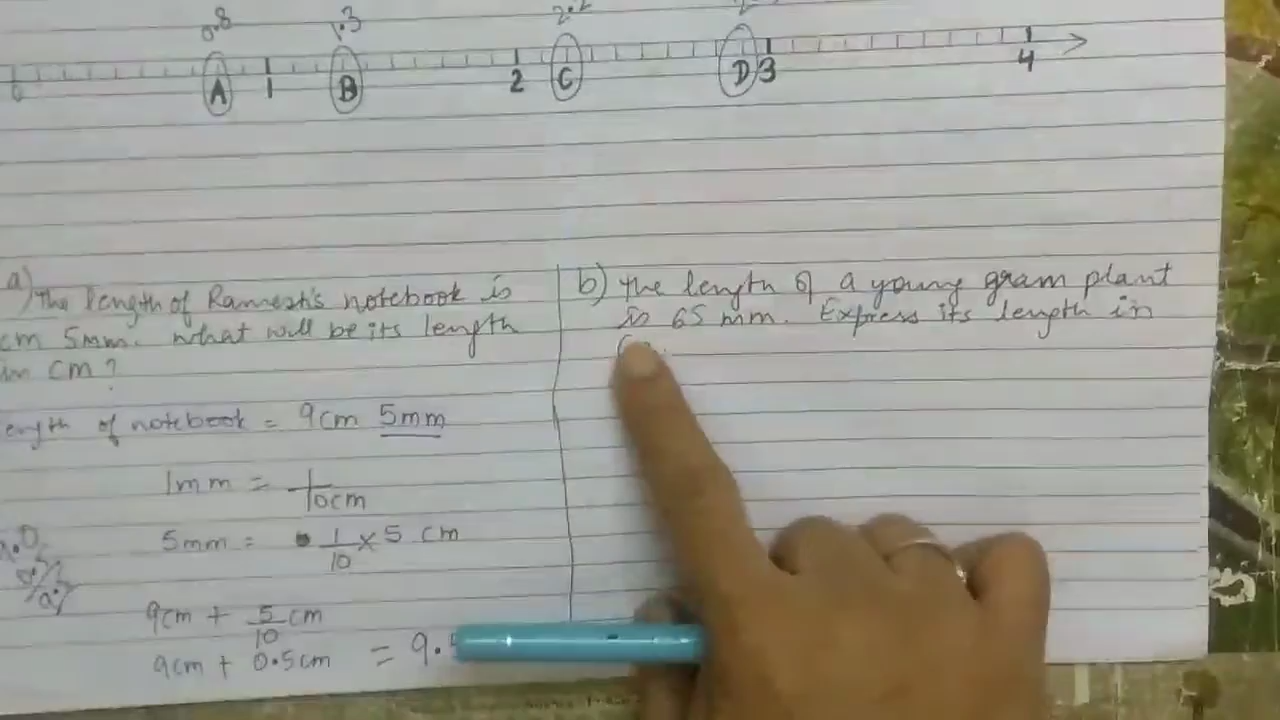 0.8 1.3 2.2
0 A 1 B 2 C D 3 4
a) The length of Ramesh's notebook is
cm 5mm. What will be its length
in cm?
ength of notebook = 9cm 5mm
1mm = 1/10cm
5mm = 1/10 × 5 cm
9cm + 5/10 cm
9cm + 0.5cm = 9.
b) The length of a young gram plant
is 65 mm. Express its length in